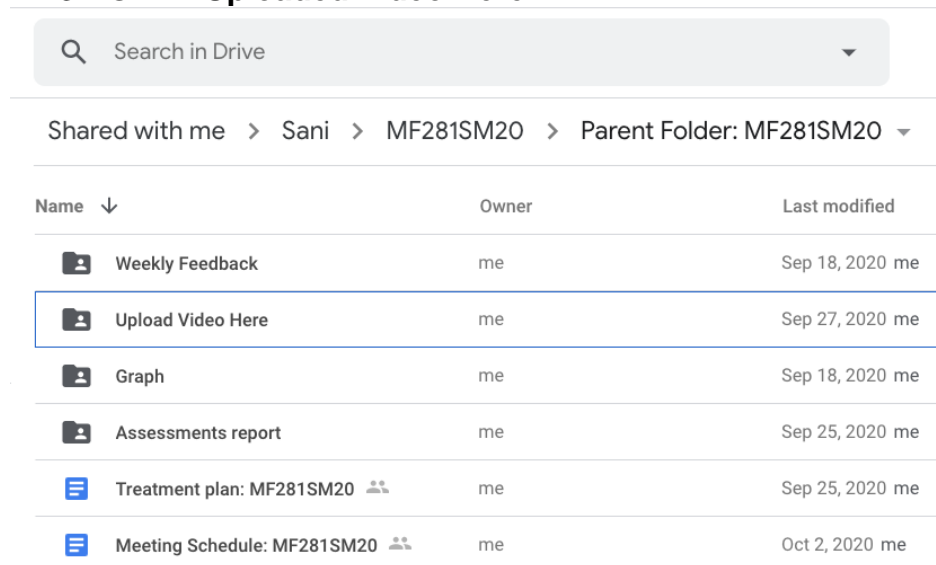 Search in Drive
Shared with me > Sani > MF281SM20 > Parent Folder: MF281SM20
Name Owner Last modified
Weekly Feedback me Sep 18, 2020 me
Upload Video Here me Sep 27, 2020 me
Graph me Sep 18, 2020 me
Assessments report me Sep 25, 2020 me
Treatment plan: MF281SM20 me Sep 25, 2020 me
Meeting Schedule: MF281SM20 me Oct 2, 2020 me